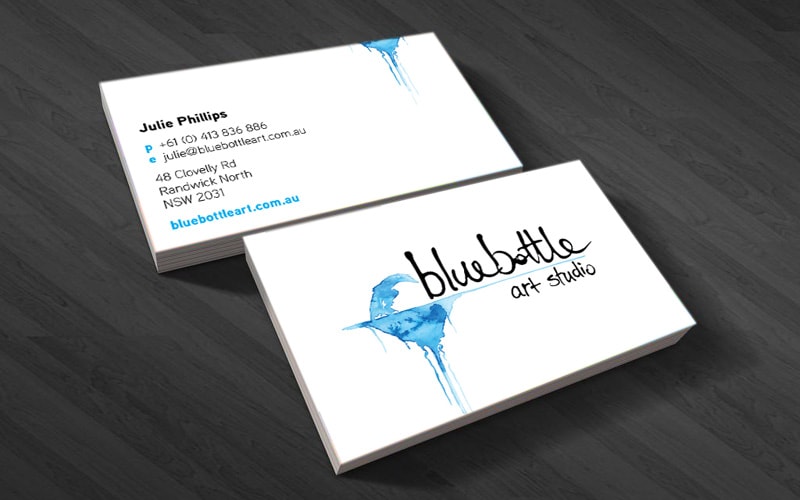 Julie Phillips
p +61 (0) 413 836 886
e julie@bluebottleart.com.au
48 Clovelly Rd
Randwick North
NSW 2031
bluebottleart.com.au
bluebottle
art studio